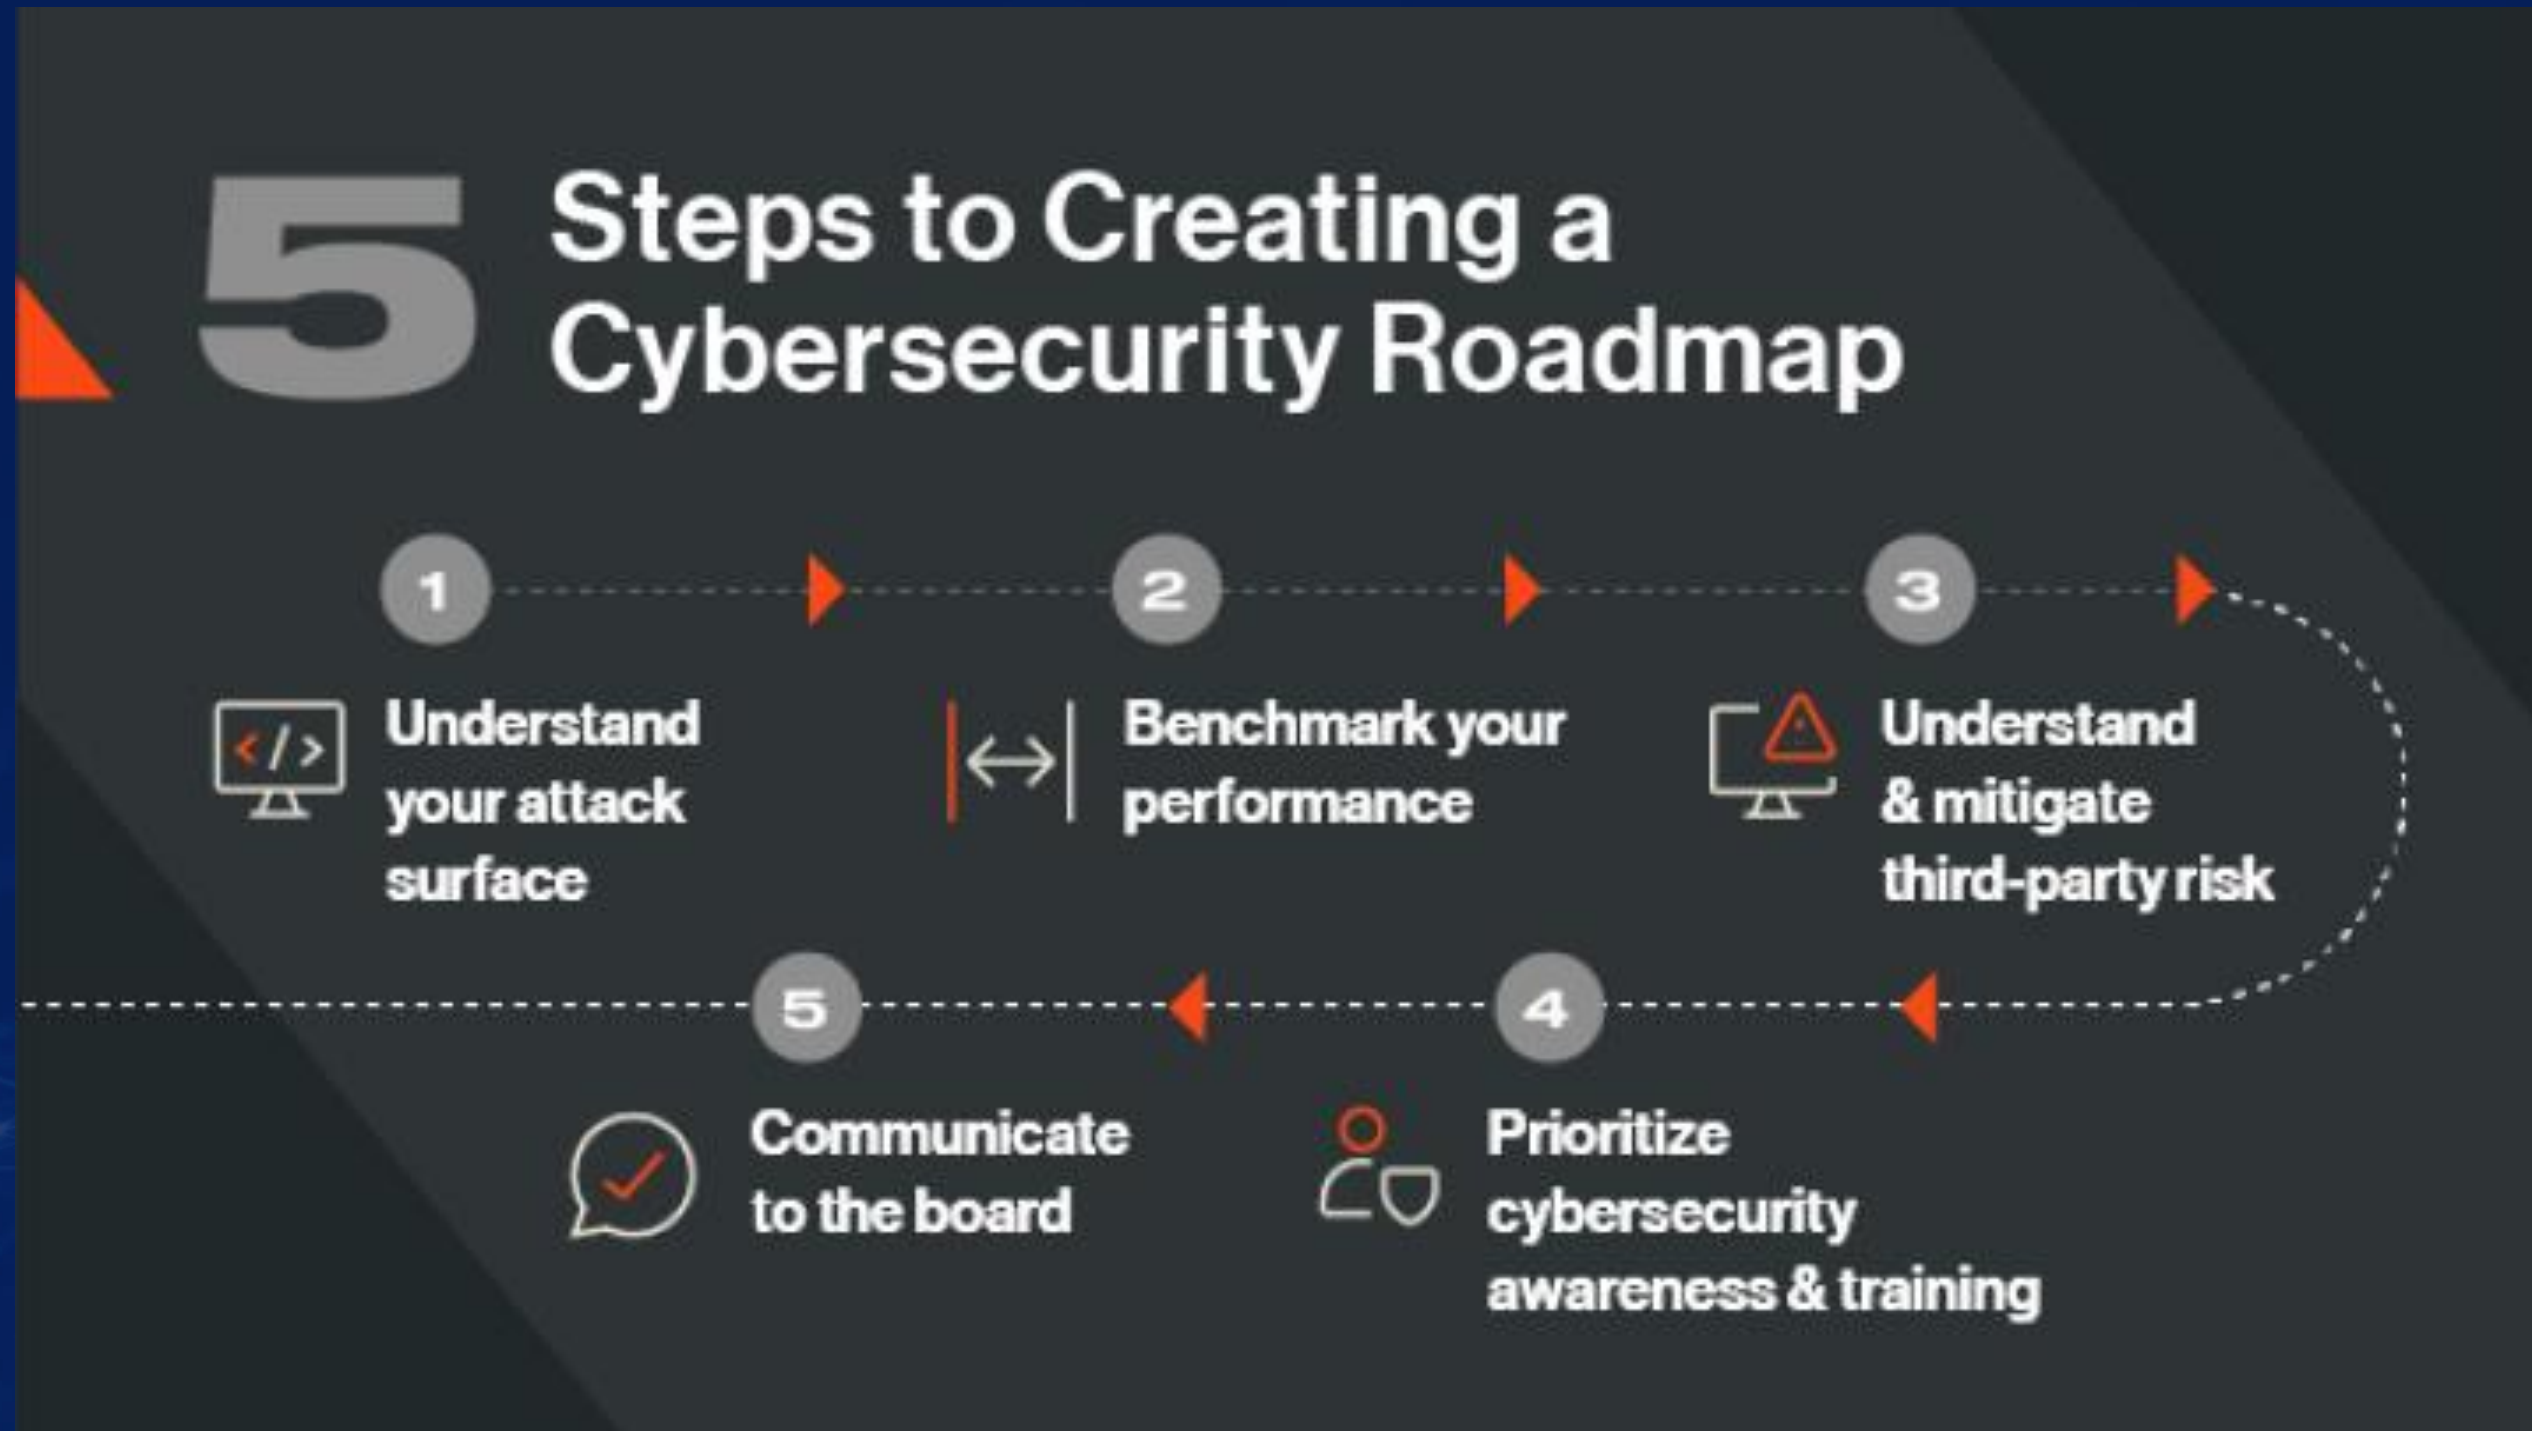 5
Steps to Creating a
Cybersecurity Roadmap
1
Understand
your attack
surface
2
Benchmark your
performance
3
Understand
& mitigate
third-party risk
4
Prioritize
cybersecurity
awareness & training
5
Communicate
to the board